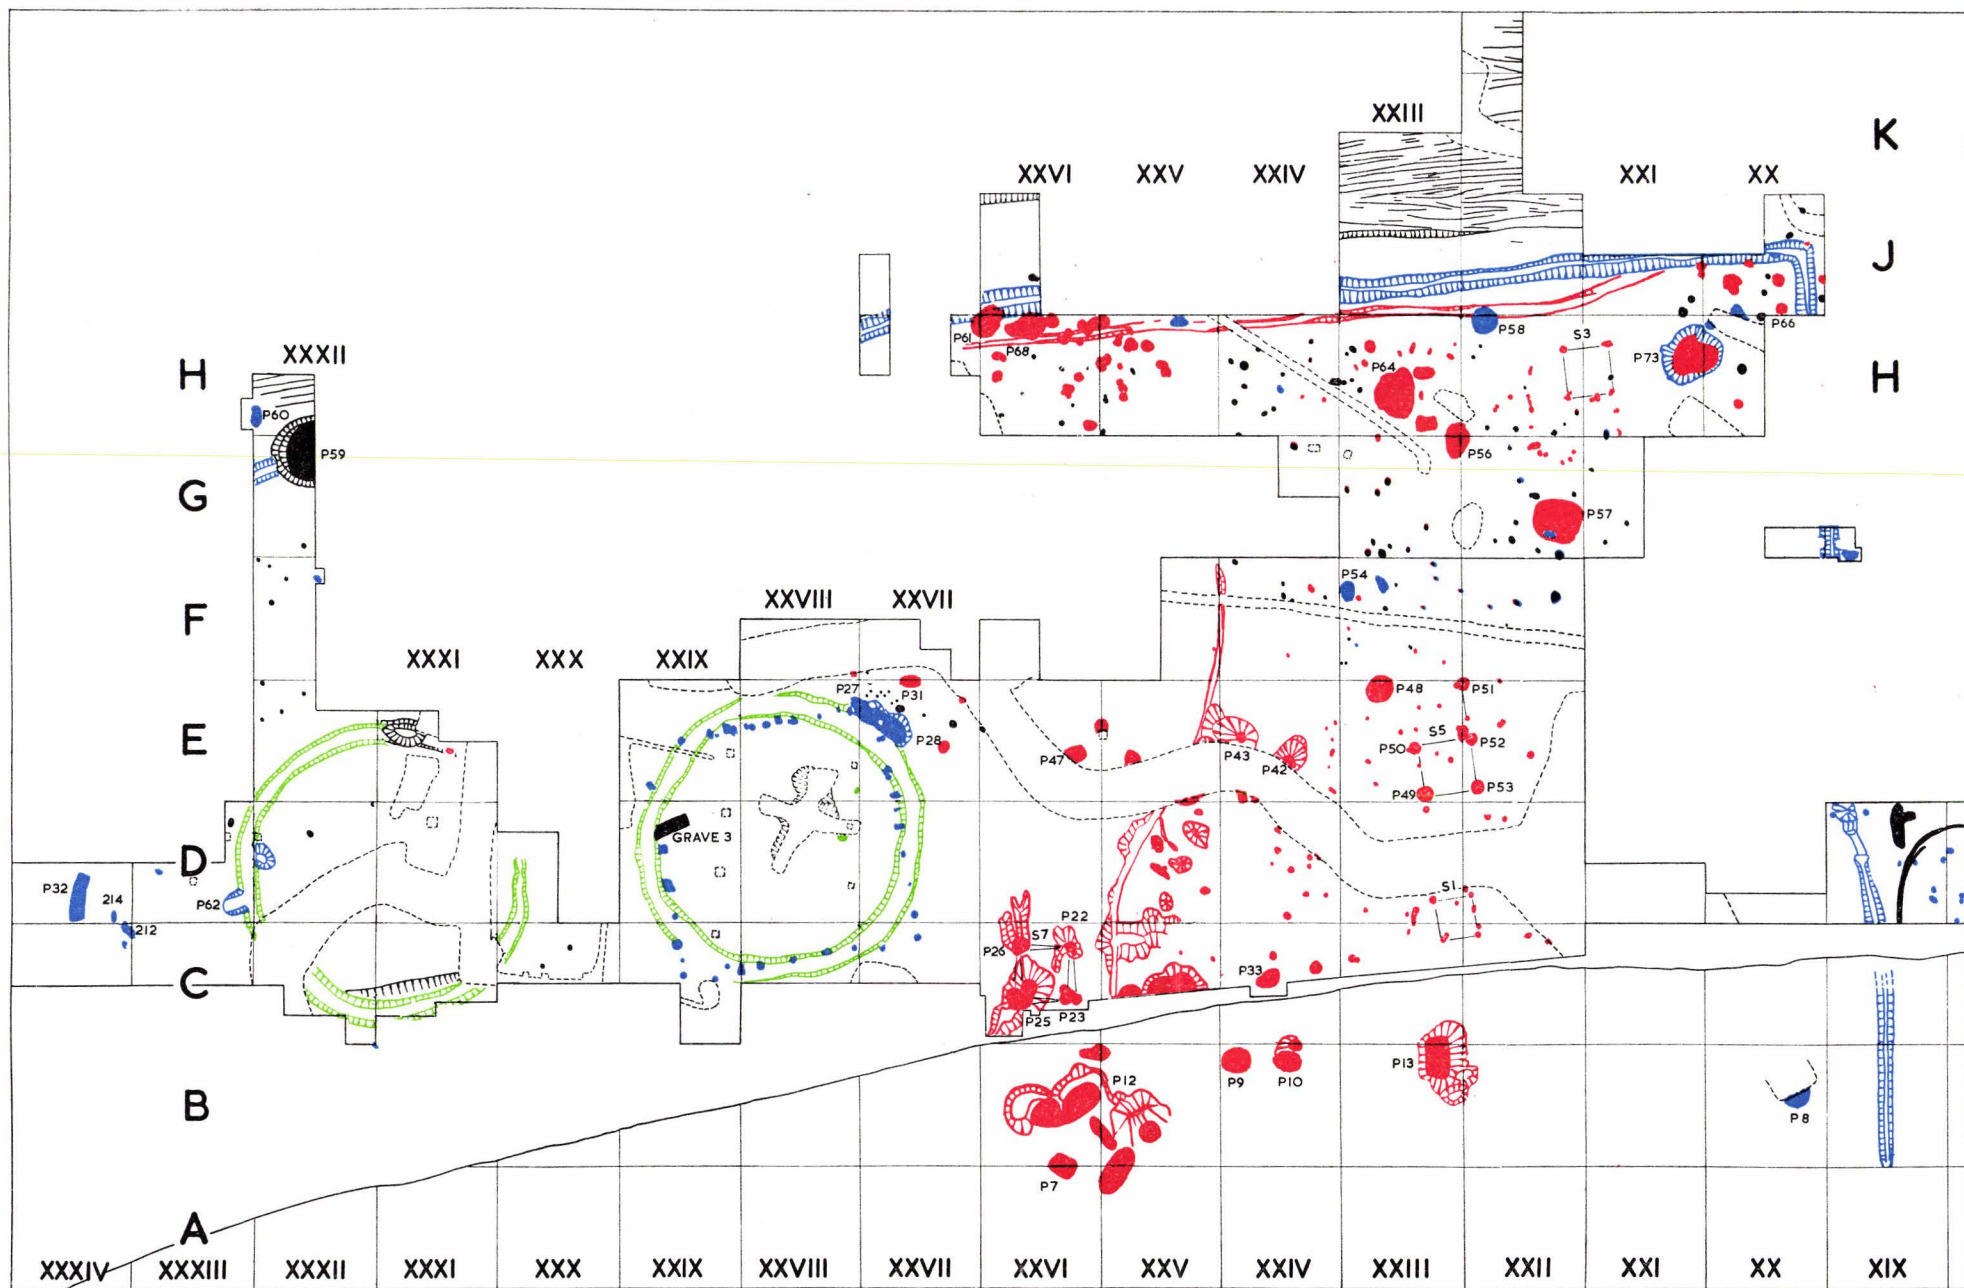 XXIII
K
XXVI XXV XXIV XXI XX
J
P61 P68 P58 S3 P66
XXXII
P64 P73
H H
P60
P59 P56
G
P57
P54
XXVIII XXVII
F
XXXI XXX XXIX
P27 P31 P48 P51
E P28 P47 P43 P42 P50 S5 P52
P49 P53
GRAVE 3
D
P32 214 P62 S1
212 P26 S7 P22
C P25 P23 P33
P12 P9 P10 P13
B P8
P7
A
XXXIV XXXIII XXXII XXXI XXX XXIX XXVIII XXVII XXVI XXV XXIV XXIII XXII XXI XX XIX